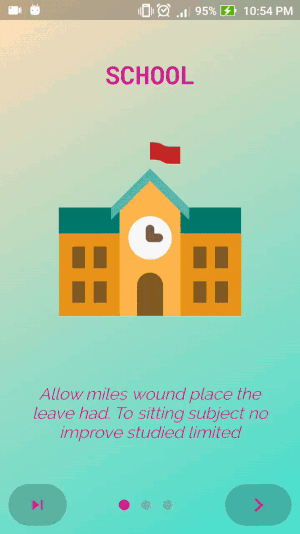 95% 10:54 PM
SCHOOL
Allow miles wound place the
leave had. To sitting subject no
improve studied limited